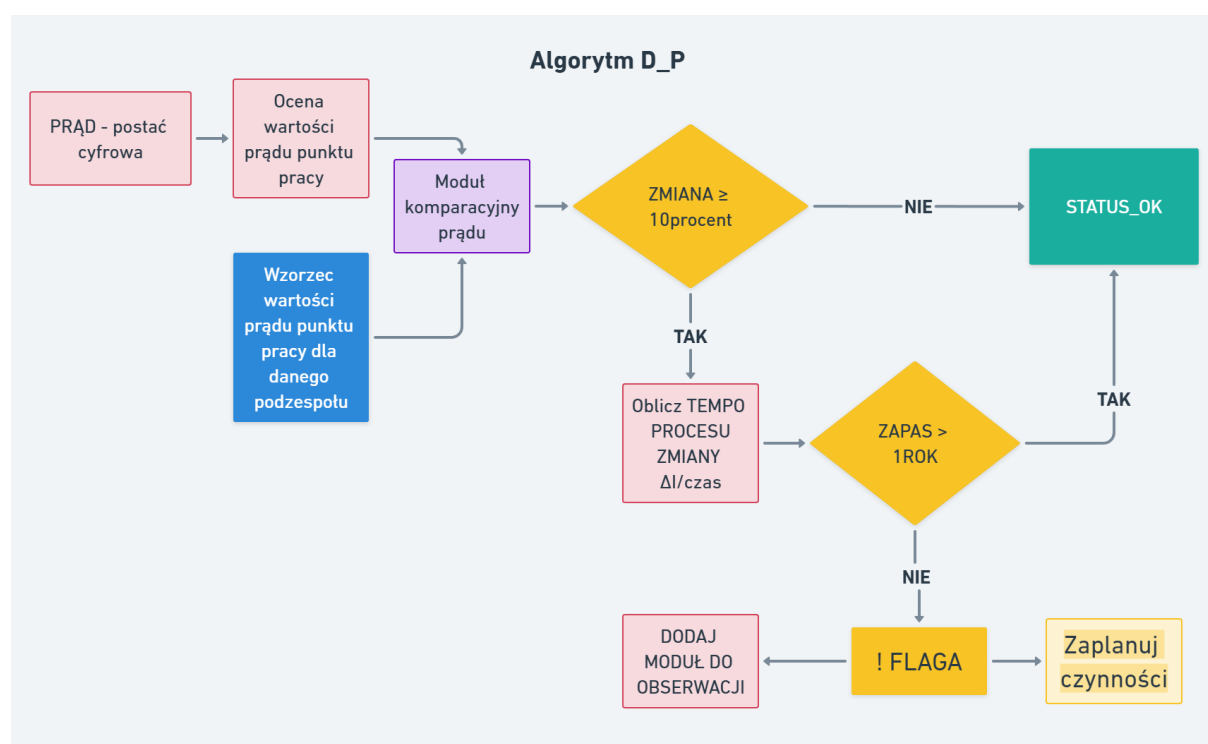 Algorytm D_P
PRĄD - postać
cyfrowa
Ocena
wartości
prądu punktu
pracy
Moduł
komparacyjny
prądu
Wzorzec
wartości
prądu punktu
pracy dla
danego
podzespołu
ZMIANA ≥
10procent
NIE
STATUS_OK
TAK
Oblicz TEMPO
PROCESU
ZMIANY
ΔI/czas
ZAPAS >
1ROK
TAK
NIE
! FLAGA
DODAJ
MODUŁ DO
OBSERWACJI
Zaplanuj
czynności